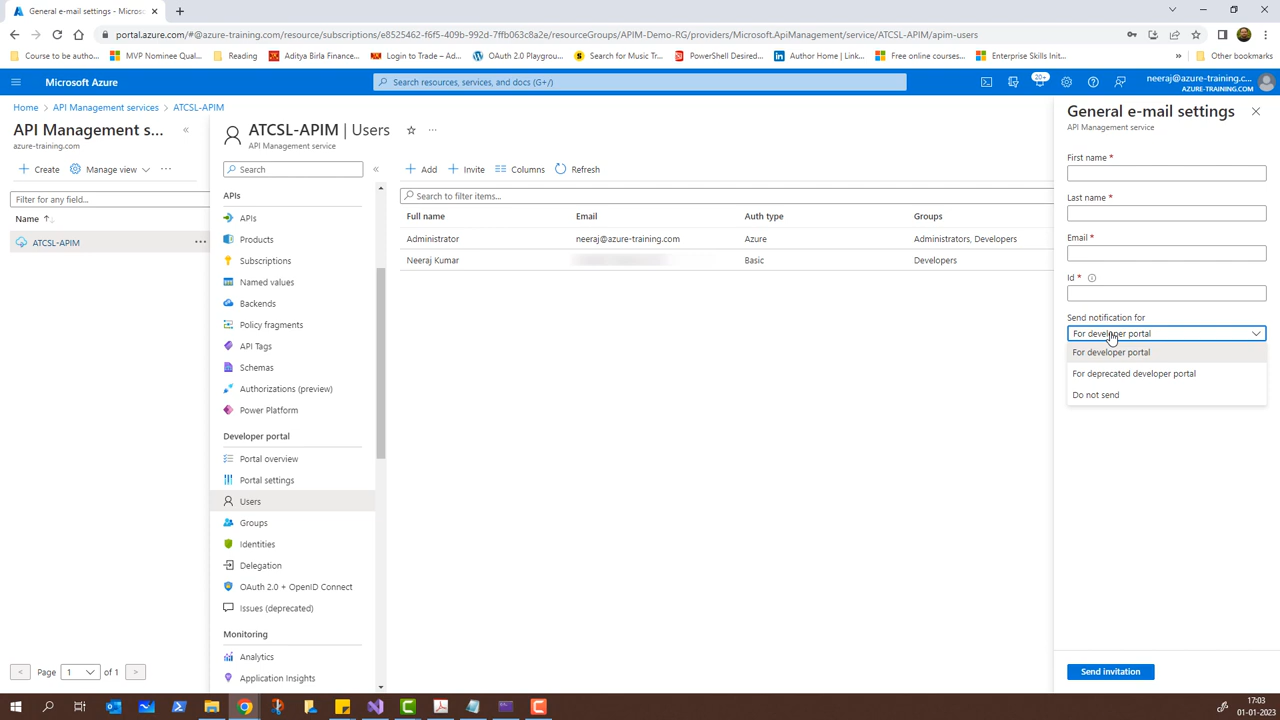 General e-mail settings - Micros
portal.azure.com/#@azure-training.com/resource/subscriptions/e8525462-f6f5-409b-992d-7ffb063c8a2e/resourceGroups/APIM-Demo-RG/providers/Microsoft.ApiManagement/service/ATCSL-APIM/apim-users
Course to be author... MVP Nominee Qual... Reading Aditya Birla Finance... Login to Trade – Ad... OAuth 2.0 Playgrou... Search for Music Tr... PowerShell Desired... Author Home | Link... Free online courses... Enterprise Skills Init... » Other bookmarks
Microsoft Azure
Search resources, services, and docs (G+/)
20+
neeraj@azure-training.c...
AZURE-TRAINING.COM
Home > API Management services > ATCSL-APIM
API Management s... «
azure-training.com
Create Manage view ...
Filter for any field...
Name ↑
ATCSL-APIM ...
Page 1 of 1
ATCSL-APIM | Users ...
API Management service
Search «
APIs
APIs
Products
Subscriptions
Named values
Backends
Policy fragments
API Tags
Schemas
Authorizations (preview)
Power Platform
Developer portal
Portal overview
Portal settings
Users
Groups
Identities
Delegation
OAuth 2.0 + OpenID Connect
Issues (deprecated)
Monitoring
Analytics
Application Insights
Add Invite Columns Refresh
Search to filter items...
Full name Email Auth type Groups
Administrator neeraj@azure-training.com Azure Administrators, Developers
Neeraj Kumar Basic Developers
General e-mail settings
API Management service
First name *
Last name *
Email *
Id *
Send notification for
For developer portal
For developer portal
For deprecated developer portal
Do not send
Send invitation
17:03
01-01-2023